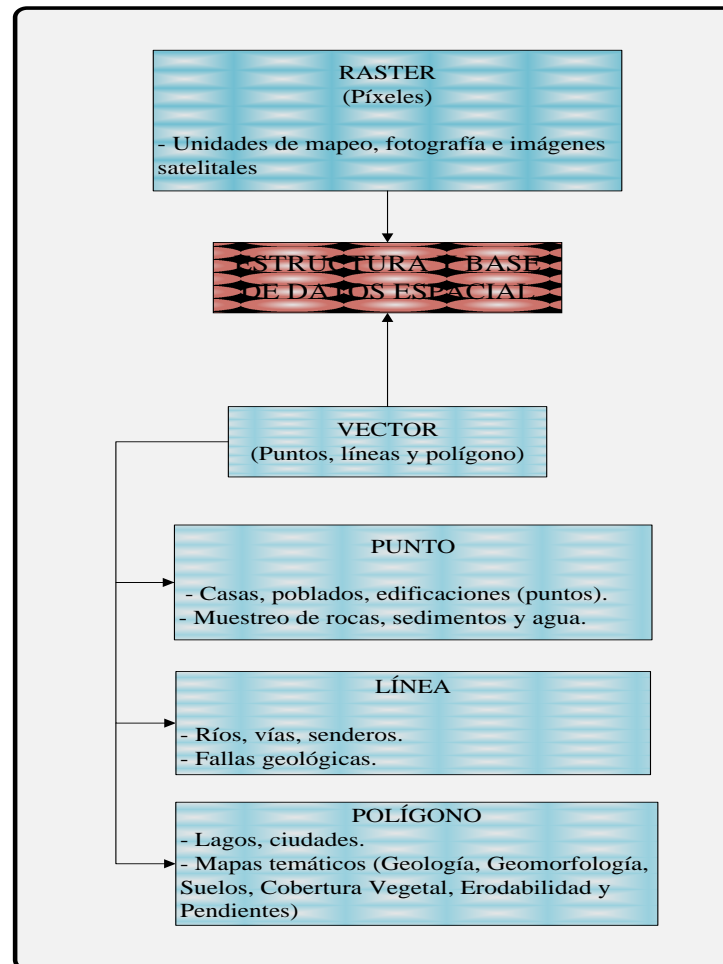 RASTER
(Píxeles)
- Unidades de mapeo, fotografía e imágenes
satelitales
ESTRUCTURA Y BASE
DE DATOS ESPACIAL
VECTOR
(Puntos, líneas y polígono)
PUNTO
- Casas, poblados, edificaciones (puntos).
- Muestreo de rocas, sedimentos y agua.
LÍNEA
- Ríos, vías, senderos.
- Fallas geológicas.
POLÍGONO
- Lagos, ciudades.
- Mapas temáticos (Geología, Geomorfología,
Suelos, Cobertura Vegetal, Erodabilidad y
Pendientes)